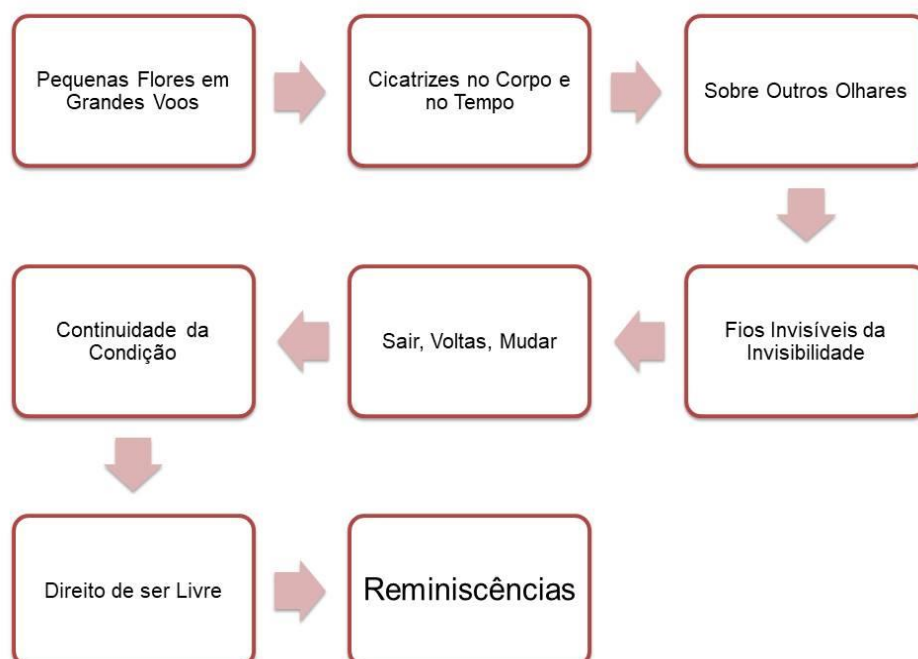 Pequenas Flores em
Grandes Voos
Cicatrizes no Corpo e
no Tempo
Sobre Outros Olhares
Fios Invisíveis da
Invisibilidade
Sair, Voltas, Mudar
Continuidade da
Condição
Direito de ser Livre
Reminiscências